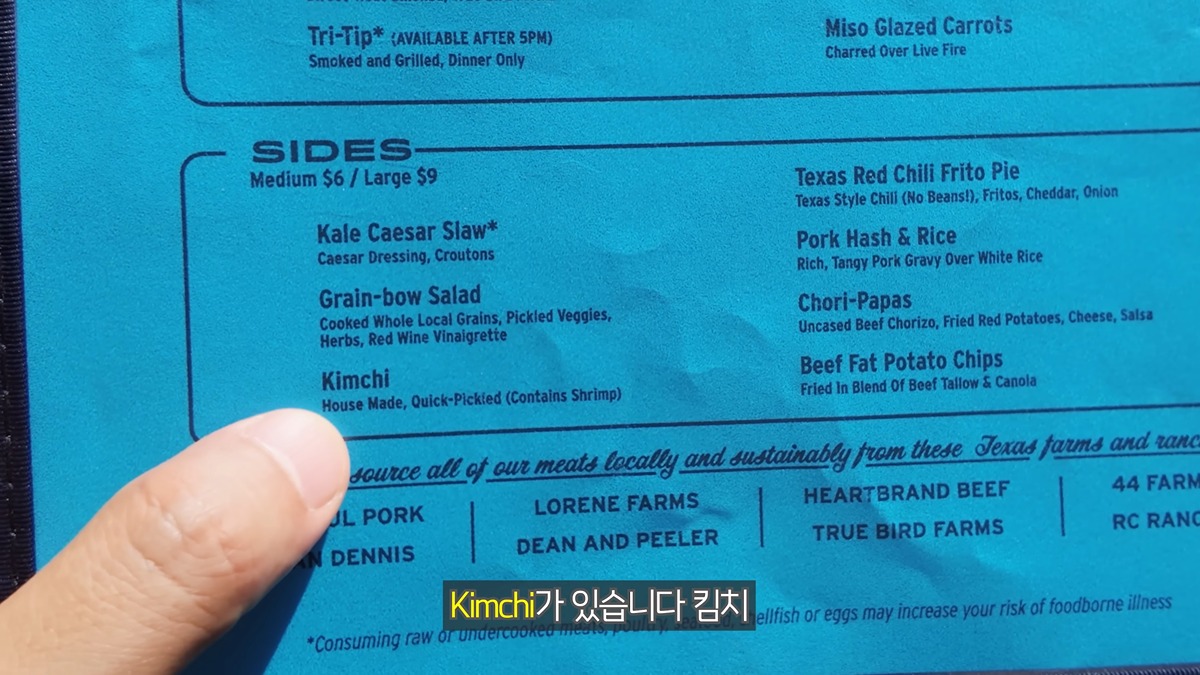 Tri-Tip* (AVAILABLE AFTER 5PM)
Smoked and Grilled, Dinner Only
Miso Glazed Carrots
Charred Over Live Fire
SIDES
Medium $6 / Large $9
Kale Caesar Slaw*
Caesar Dressing, Croutons
Grain-bow Salad
Cooked Whole Local Grains, Pickled Veggies,
Herbs, Red Wine Vinaigrette
Kimchi
House Made, Quick-Pickled (Contains Shrimp)
Texas Red Chili Frito Pie
Texas Style Chili (No Beans!), Fritos, Cheddar, Onion
Pork Hash & Rice
Rich, Tangy Pork Gravy Over White Rice
Chori-Papas
Uncased Beef Chorizo, Fried Red Potatoes, Cheese, Salsa
Beef Fat Potato Chips
Fried In Blend Of Beef Tallow & Canola
source all of our meats locally and sustainably from these Texas farms and
PORK
DENNIS
LORENE FARMS
DEAN AND PEELER
HEARTBRAND BEEF
TRUE BIRD FARMS
44
RC
Kimchi가 있습니다 킴치
*Consuming raw or undercooked meats, poultry, or eggs may increase your risk of foodborne illness